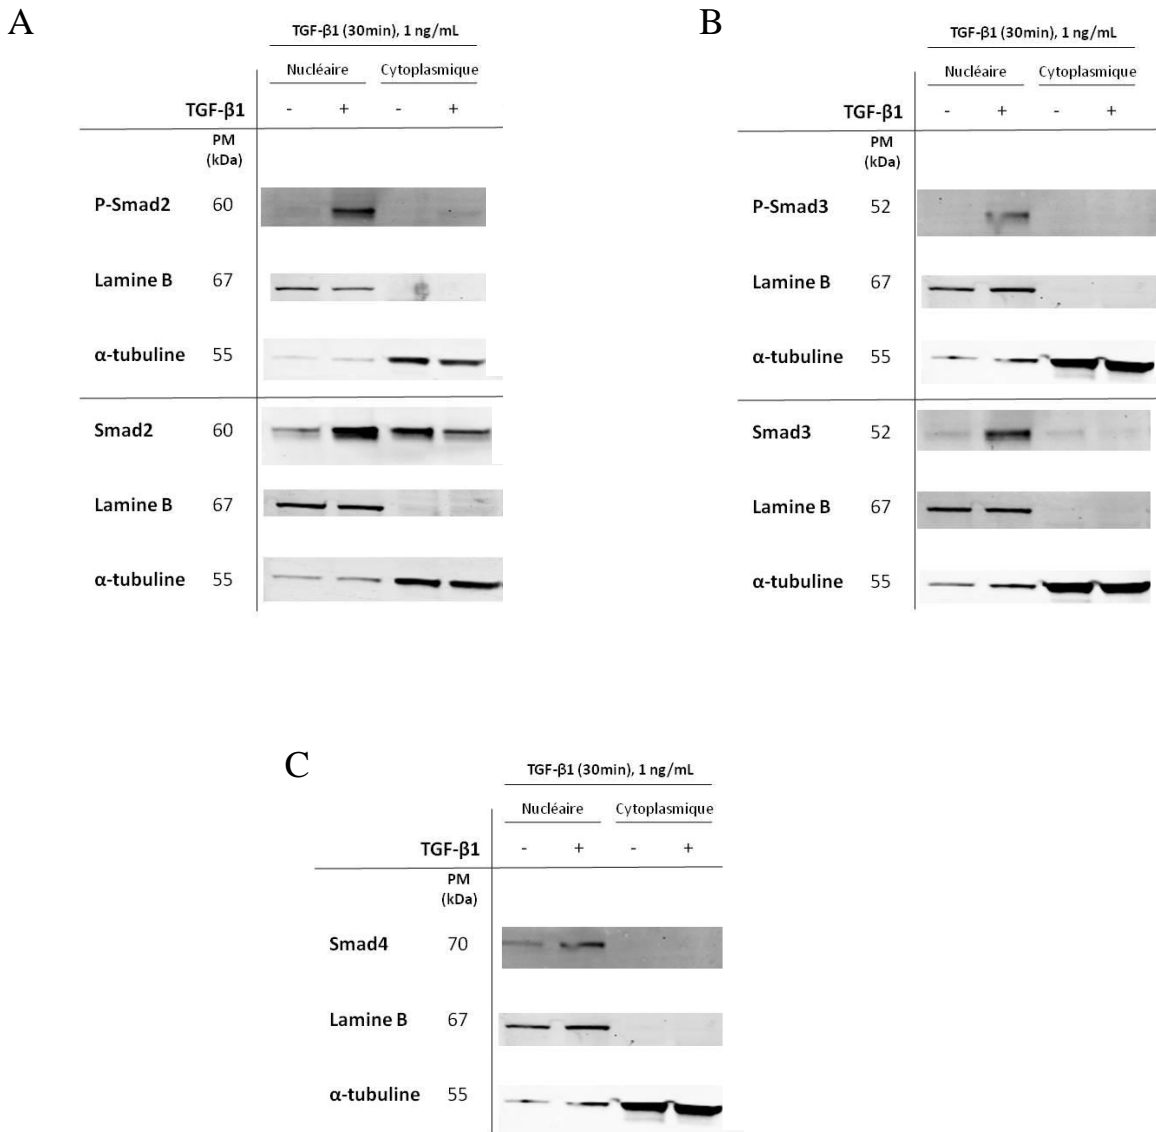 A
TGF-β1 (30min), 1 ng/mL
Nucléaire Cytoplasmique
TGF-β1 - + - +
PM
(kDa)
P-Smad2 60
Lamine B 67
α-tubuline 55
Smad2 60
Lamine B 67
α-tubuline 55
B
TGF-β1 (30min), 1 ng/mL
Nucléaire Cytoplasmique
TGF-β1 - + - +
PM
(kDa)
P-Smad3 52
Lamine B 67
α-tubuline 55
Smad3 52
Lamine B 67
α-tubuline 55
C
TGF-β1 (30min), 1 ng/mL
Nucléaire Cytoplasmique
TGF-β1 - + - +
PM
(kDa)
Smad4 70
Lamine B 67
α-tubuline 55